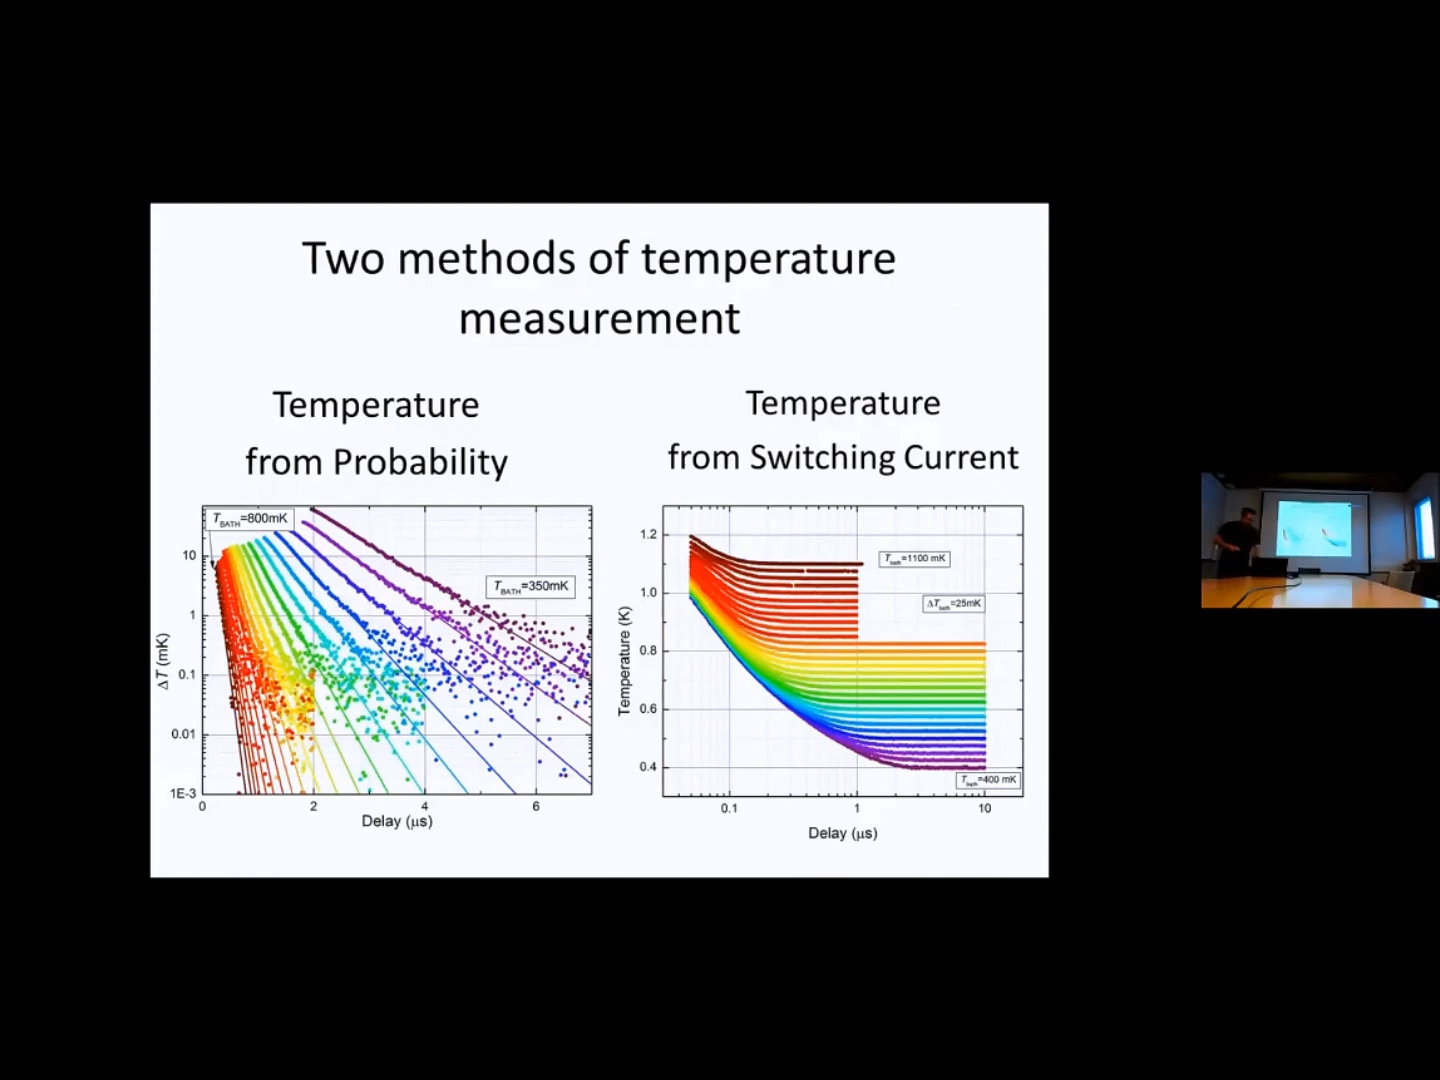 Two methods of temperature
measurement
Temperature
from Probability
Temperature
from Switching Current
T_BATH=800mK
T_BATH=350mK
10
1
0.1
0.01
1E-3
ΔT (mK)
0
2
4
6
Delay (μs)
T_bath=1100 mK
ΔT_bath=25mK
T_bath=400 mK
1.2
1.0
0.8
0.6
0.4
Temperature (K)
0.1
1
10
Delay (μs)